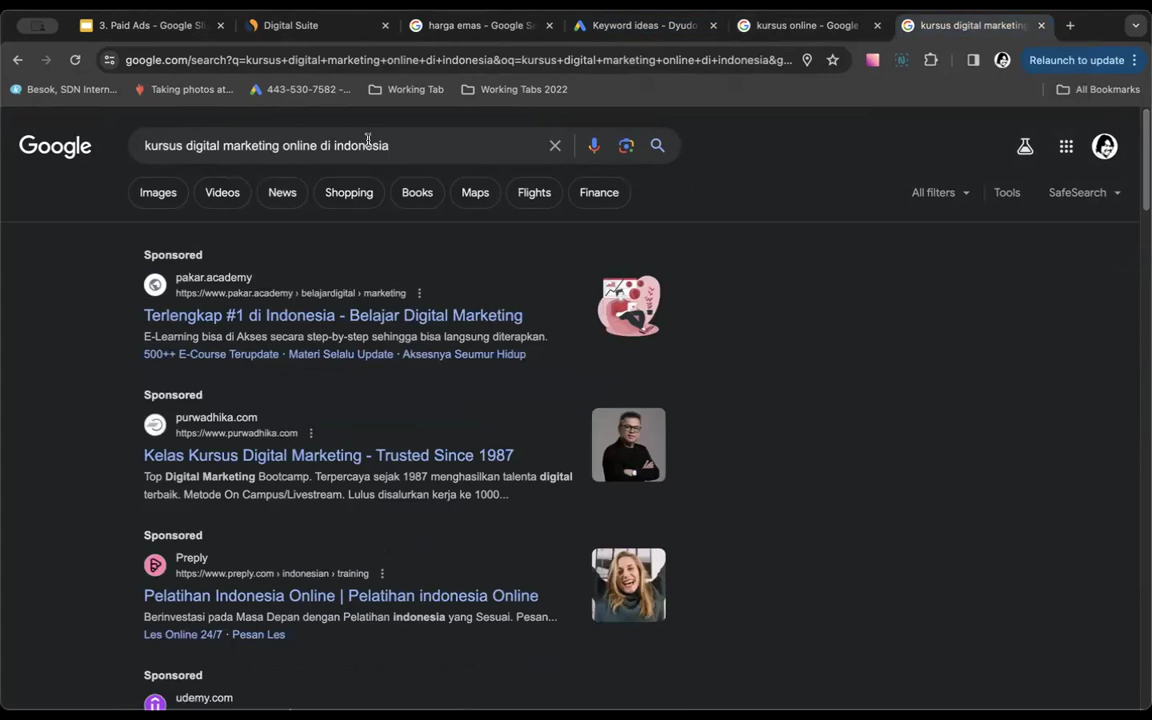 3. Paid Ads - Google Sl
Digital Suite
harga emas - Google Se
Keyword ideas - Dyudo
kursus online - Google
kursus digital marketing
google.com/search?q=kursus+digital+marketing+online+di+indonesia&oq=kursus+digital+marketing+online+di+indonesia&g...
Relaunch to update
Besok, SDN Intern...
Taking photos at...
443-530-7582 -...
Working Tab
Working Tabs 2022
All Bookmarks
Google
kursus digital marketing online di indonesia
Images
Videos
News
Shopping
Books
Maps
Flights
Finance
All filters
Tools
SafeSearch
Sponsored
pakar.academy
https://www.pakar.academy › belajardigital › marketing
Terlengkap #1 di Indonesia - Belajar Digital Marketing
E-Learning bisa di Akses secara step-by-step sehingga bisa langsung diterapkan.
500++ E-Course Terupdate · Materi Selalu Update · Aksesnya Seumur Hidup
Sponsored
purwadhika.com
https://www.purwadhika.com
Kelas Kursus Digital Marketing - Trusted Since 1987
Top Digital Marketing Bootcamp. Terpercaya sejak 1987 menghasilkan talenta digital
terbaik. Metode On Campus/Livestream. Lulus disalurkan kerja ke 1000...
Sponsored
Preply
https://www.preply.com › indonesian › training
Pelatihan Indonesia Online | Pelatihan indonesia Online
Berinvestasi pada Masa Depan dengan Pelatihan indonesia yang Sesuai. Pesan...
Les Online 24/7 · Pesan Les
Sponsored
udemy.com